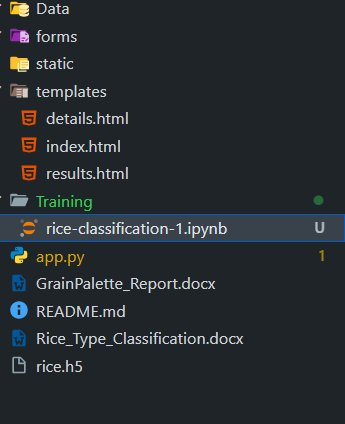 Data
forms
static
templates
details.html
index.html
results.html
Training
rice-classification-1.ipynb U
app.py 1
GrainPalette_Report.docx
README.md
Rice_Type_Classification.docx
rice.h5